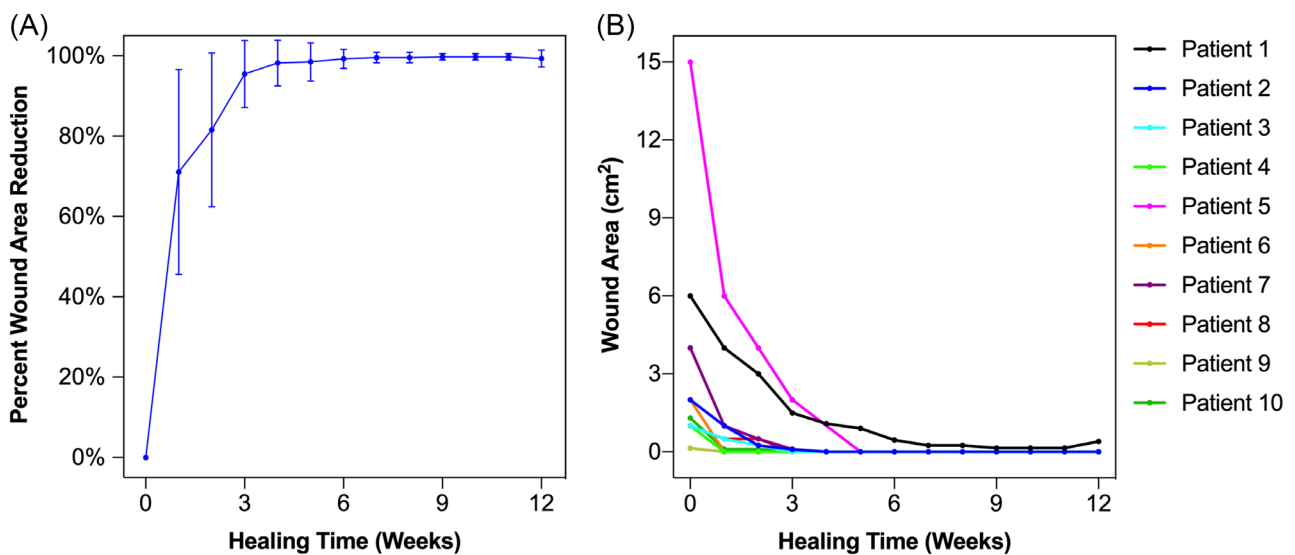 (A)
Percent Wound Area Reduction
100%
80%
60%
40%
20%
0%
0 3 6 9 12
Healing Time (Weeks)
(B)
Wound Area (cm²)
15
12
9
6
3
0
0 3 6 9 12
Healing Time (Weeks)
Patient 1
Patient 2
Patient 3
Patient 4
Patient 5
Patient 6
Patient 7
Patient 8
Patient 9
Patient 10